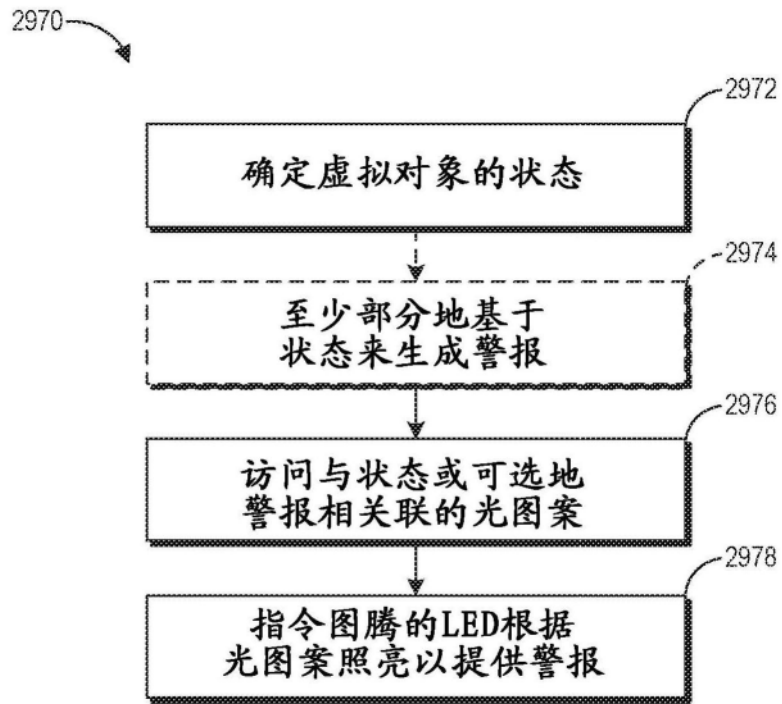 2970
2972
确定虚拟对象的状态
2974
至少部分地基于
状态来生成警报
2976
访问与状态或可选地
警报相关联的光图案
2978
指令图腾的LED根据
光图案照亮以提供警报